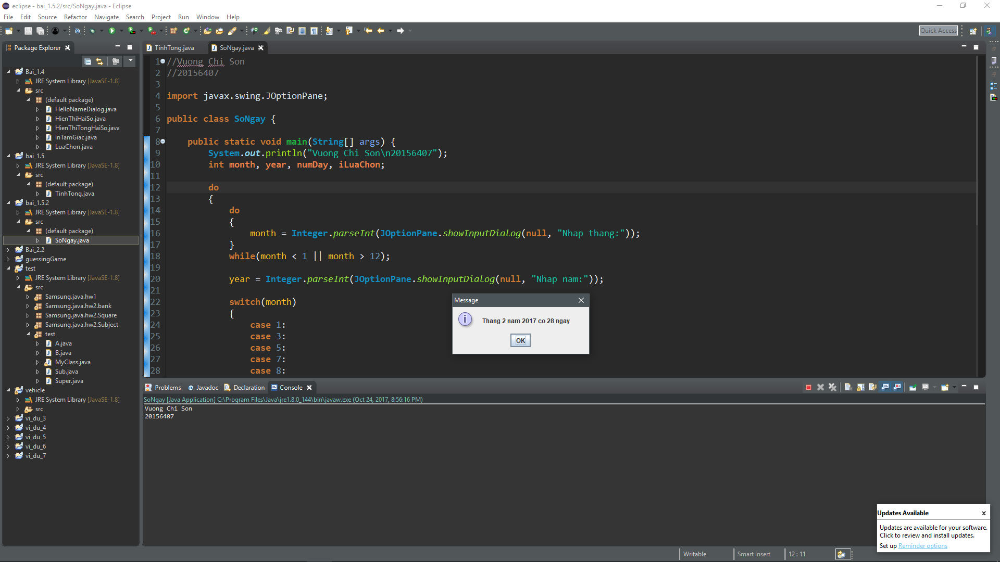 eclipse - bai_1.5.2/src/SoNgay.java - Eclipse
File Edit Source Refactor Navigate Search Project Run Window Help
Quick Access
Package Explorer
Bai_1.4
JRE System Library [JavaSE-1.8]
src
(default package)
HelloNameDialog.java
HienThiHaiSo.java
HienThiTongHaiSo.java
InTamGiac.java
LuaChon.java
bai_1.5
JRE System Library [JavaSE-1.8]
src
(default package)
TinhTong.java
bai_1.5.2
JRE System Library [JavaSE-1.8]
src
(default package)
SoNgay.java
Bai_2.2
guessingGame
test
JRE System Library [JavaSE-1.8]
src
Samsung.java.hw1
Samsung.java.hw2.bank
Samsung.java.hw2.Square
Samsung.java.hw2.Subject
test
A.java
B.java
MyClass.java
Sub.java
Super.java
vehicle
JRE System Library [JavaSE-1.8]
src
vi_du_3
vi_du_4
vi_du_5
vi_du_6
vi_du_7
TinhTong.java SoNgay.java
1 //Vuong Chi Son
2 //20156407
3
4 import javax.swing.JOptionPane;
5
6 public class SoNgay {
7
8 public static void main(String[] args) {
9 System.out.println("Vuong Chi Son\n20156407");
10 int month, year, numDay, iLuaChon;
11
12 do
13 {
14 do
15 {
16 month = Integer.parseInt(JOptionPane.showInputDialog(null, "Nhap thang:"));
17 }
18 while(month < 1 || month > 12);
19
20 year = Integer.parseInt(JOptionPane.showInputDialog(null, "Nhap nam:"));
21
22 switch(month)
23 {
24 case 1:
25 case 3:
26 case 5:
27 case 7:
28 case 8:
Message
Thang 2 nam 2017 co 28 ngay
OK
Problems Javadoc Declaration Console
SoNgay [Java Application] C:\Program Files\Java\jre1.8.0_144\bin\javaw.exe (Oct 24, 2017, 8:56:16 PM)
Vuong Chi Son
20156407
Updates Available
Updates are available for your software.
Click to review and install updates.
Set up Reminder options
Writable Smart Insert 12 : 11